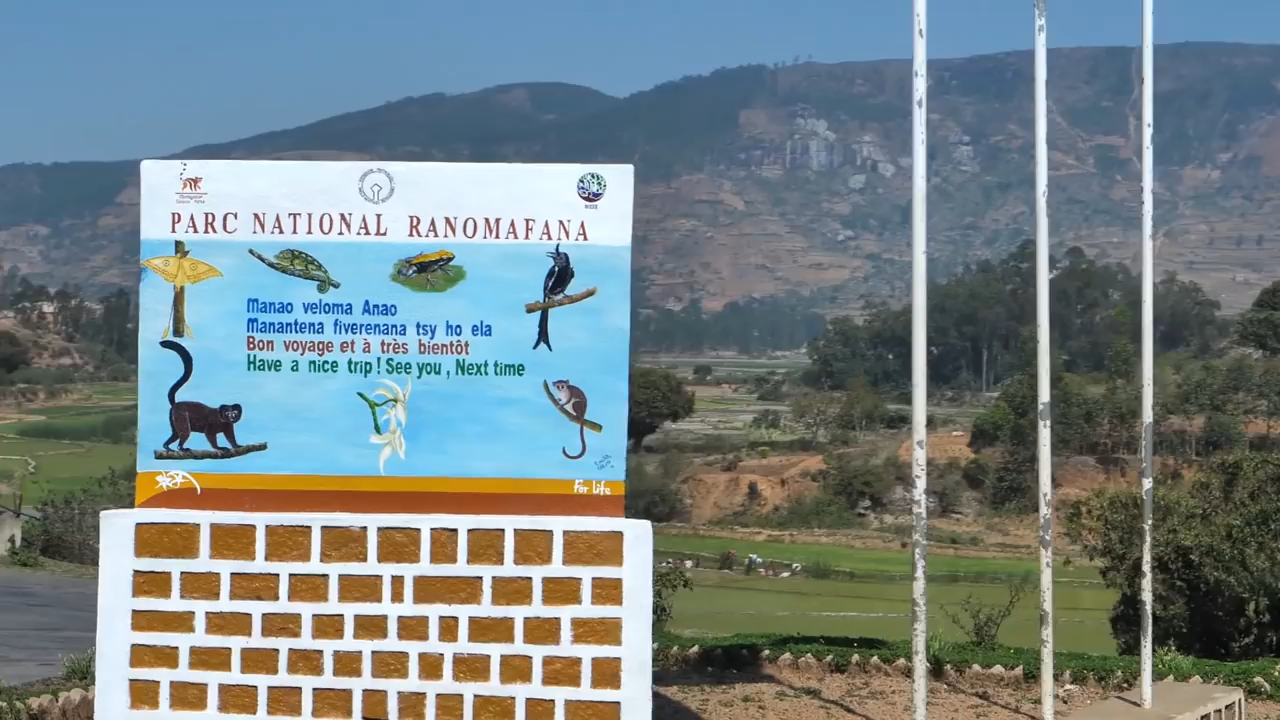 PARC NATIONAL RANOMAFANA
Manao veloma Anao
Manantena fiverenana tsy ho ela
Bon voyage et à très bientôt
Have a nice trip! See you, Next time
For life